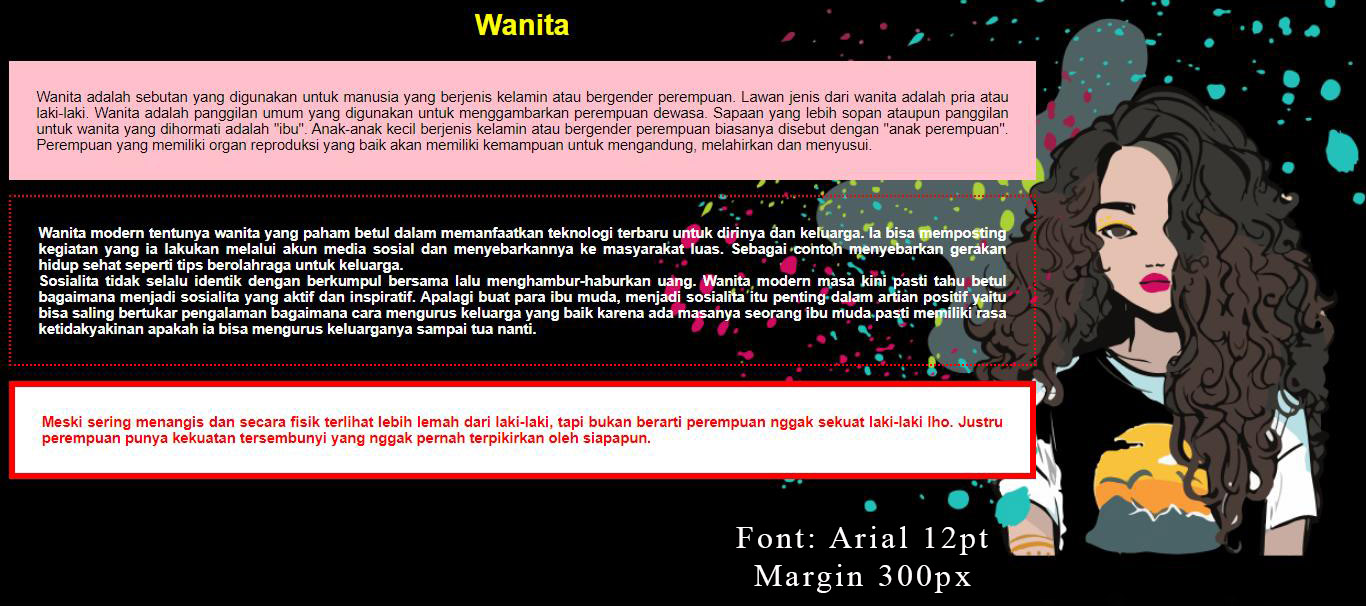 Wanita
Wanita adalah sebutan yang digunakan untuk manusia yang berjenis kelamin atau bergender perempuan. Lawan jenis dari wanita adalah pria atau
laki-laki. Wanita adalah panggilan umum yang digunakan untuk menggambarkan perempuan dewasa. Sapaan yang lebih sopan ataupun panggilan
untuk wanita yang dihormati adalah "ibu". Anak-anak kecil berjenis kelamin atau bergender perempuan biasanya disebut dengan "anak perempuan".
Perempuan yang memiliki organ reproduksi yang baik akan memiliki kemampuan untuk mengandung, melahirkan dan menyusui.
Wanita modern tentunya wanita yang paham betul dalam memanfaatkan teknologi terbaru untuk dirinya dan keluarga. Ia bisa memposting
kegiatan yang ia lakukan melalui akun media sosial dan menyebarkannya ke masyarakat luas. Sebagai contoh menyebarkan gerakan
hidup sehat seperti tips berolahraga untuk keluarga.
Sosialita tidak selalu identik dengan berkumpul bersama lalu menghambur-haburkan uang. Wanita modern masa kini pasti tahu betul
bagaimana menjadi sosialita yang aktif dan inspiratif. Apalagi buat para ibu muda, menjadi sosialita itu penting dalam artian positif yaitu
bisa saling bertukar pengalaman bagaimana cara mengurus keluarga yang baik karena ada masanya seorang ibu muda pasti memiliki rasa
ketidakyakinan apakah ia bisa mengurus keluarganya sampai tua nanti.
Meski sering menangis dan secara fisik terlihat lebih lemah dari laki-laki, tapi bukan berarti perempuan nggak sekuat laki-laki lho. Justru
perempuan punya kekuatan tersembunyi yang nggak pernah terpikirkan oleh siapapun.
Font: Arial 12pt
Margin 300px